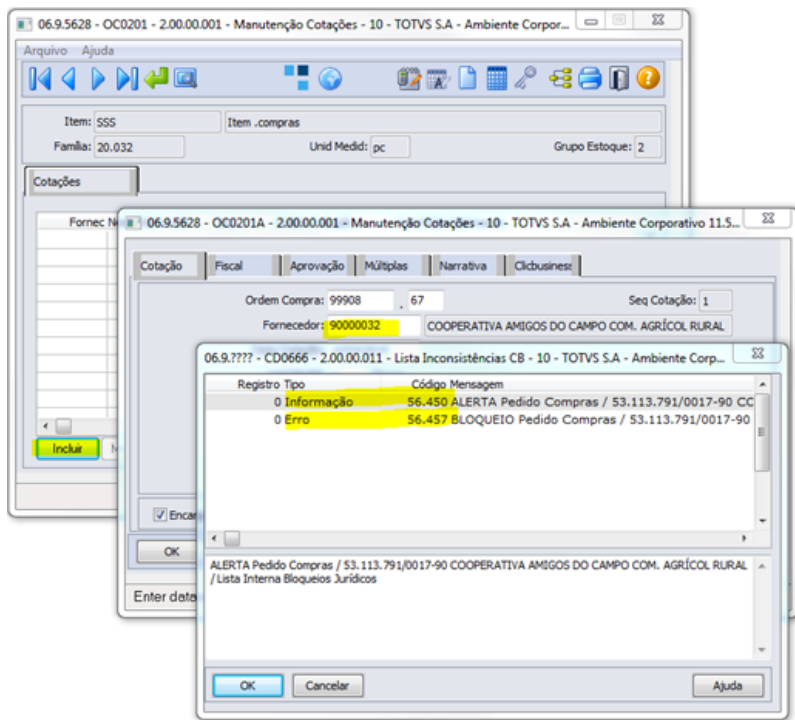 06.9.5628 - OC0201 - 2.00.00.001 - Manutenção Cotações - 10 - TOTVS S.A - Ambiente Corpor...
Arquivo Ajuda
Item: SSS Item .compras
Família: 20.032 Unid Medid: pc Grupo Estoque: 2
Cotações
Fornec
06.9.5628 - OC0201A - 2.00.00.001 - Manutenção Cotações - 10 - TOTVS S.A - Ambiente Corporativo 11.5...
Cotação Fiscal Aprovação Múltiplas Narrativa Clicbusiness
Ordem Compra: 99908 , 67 Seq Cotação: 1
Fornecedor: 90000032 COOPERATIVA AMIGOS DO CAMPO COM. AGRÍCOL RURAL
06.9.???? - CD0666 - 2.00.00.011 - Lista Inconsistências CB - 10 - TOTVS S.A - Ambiente Corp...
Registro Tipo Código Mensagem
0 Informação 56.450 ALERTA Pedido Compras / 53.113.791/0017-90 CC
0 Erro 56.457 BLOQUEIO Pedido Compras / 53.113.791/0017-90
Incluir
Encar
OK
Enter data
ALERTA Pedido Compras / 53.113.791/0017-90 COOPERATIVA AMIGOS DO CAMPO COM. AGRÍCOL RURAL
/Lista Interna Bloqueios Jurídicos
OK Cancelar Ajuda